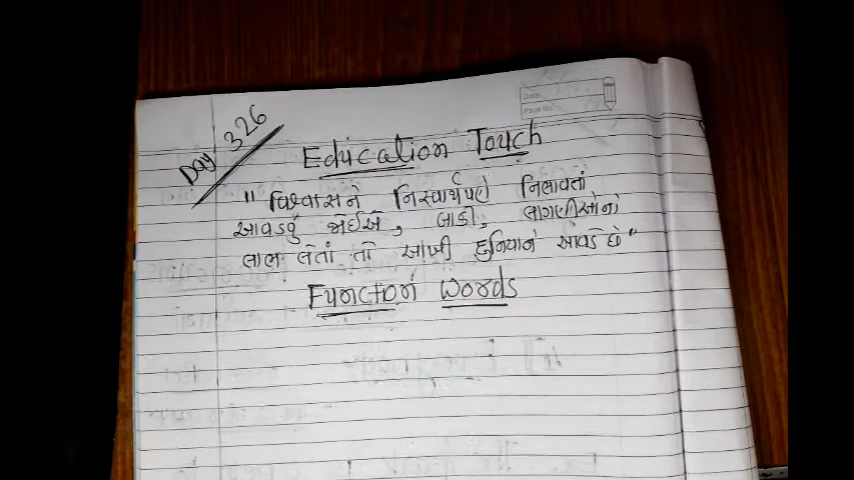 Day 326
Education Touch
"વિશ્વાસને નિસ્વાર્થપણે નિભાવતાં
આવડવું જોઈએ, બાકી, લાગણીઓનો
લાભ લેતાં તો આખી દુનિયાને આવડે છે"
Function Words